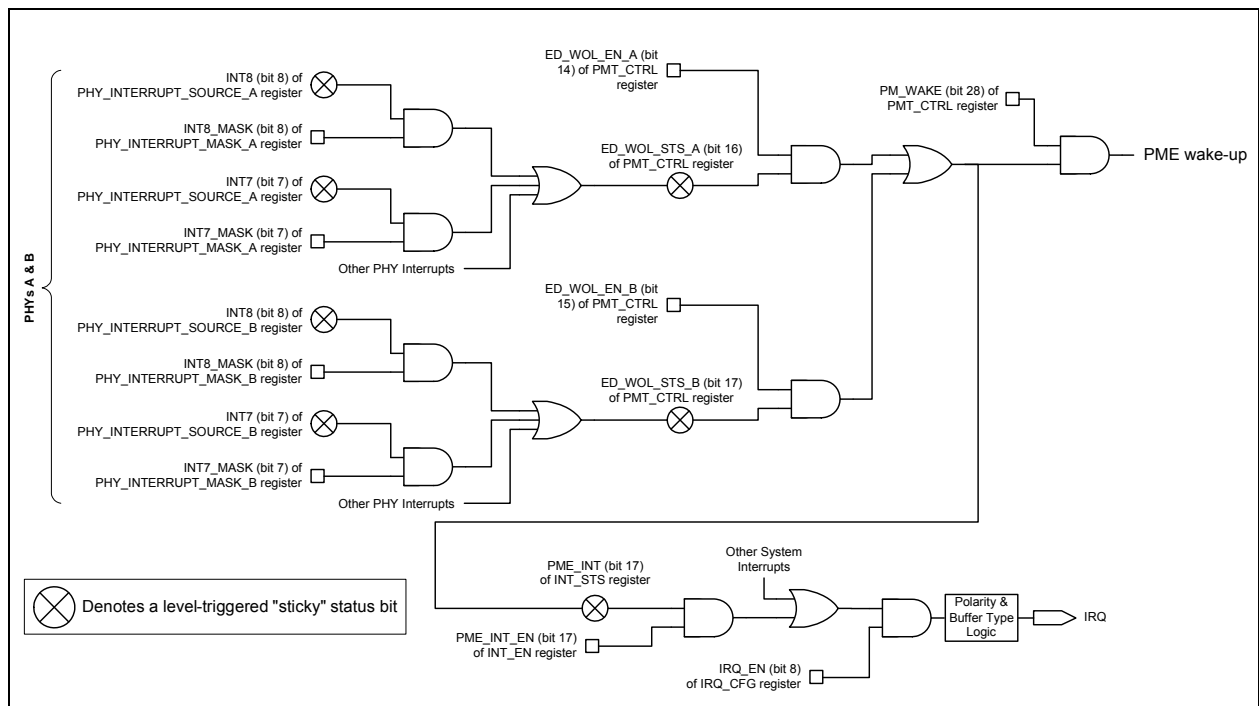 PHYs A & B
INT8 (bit 8) of
PHY_INTERRUPT_SOURCE_A register
INT8_MASK (bit 8) of
PHY_INTERRUPT_MASK_A register
INT7 (bit 7) of
PHY_INTERRUPT_SOURCE_A register
INT7_MASK (bit 7) of
PHY_INTERRUPT_MASK_A register
Other PHY Interrupts
ED_WOL_EN_A (bit
14) of PMT_CTRL
register
ED_WOL_STS_A (bit 16)
of PMT_CTRL register
PM_WAKE (bit 28) of
PMT_CTRL register
PME wake-up
INT8 (bit 8) of
PHY_INTERRUPT_SOURCE_B register
INT8_MASK (bit 8) of
PHY_INTERRUPT_MASK_B register
INT7 (bit 7) of
PHY_INTERRUPT_SOURCE_B register
INT7_MASK (bit 7) of
PHY_INTERRUPT_MASK_B register
Other PHY Interrupts
ED_WOL_EN_B (bit
15) of PMT_CTRL
register
ED_WOL_STS_B (bit 17)
of PMT_CTRL register
Denotes a level-triggered "sticky" status bit
PME_INT (bit 17)
of INT_STS register
PME_INT_EN (bit 17)
of INT_EN register
Other System
Interrupts
IRQ_EN (bit 8)
of IRQ_CFG register
Polarity &
Buffer Type
Logic
IRQ